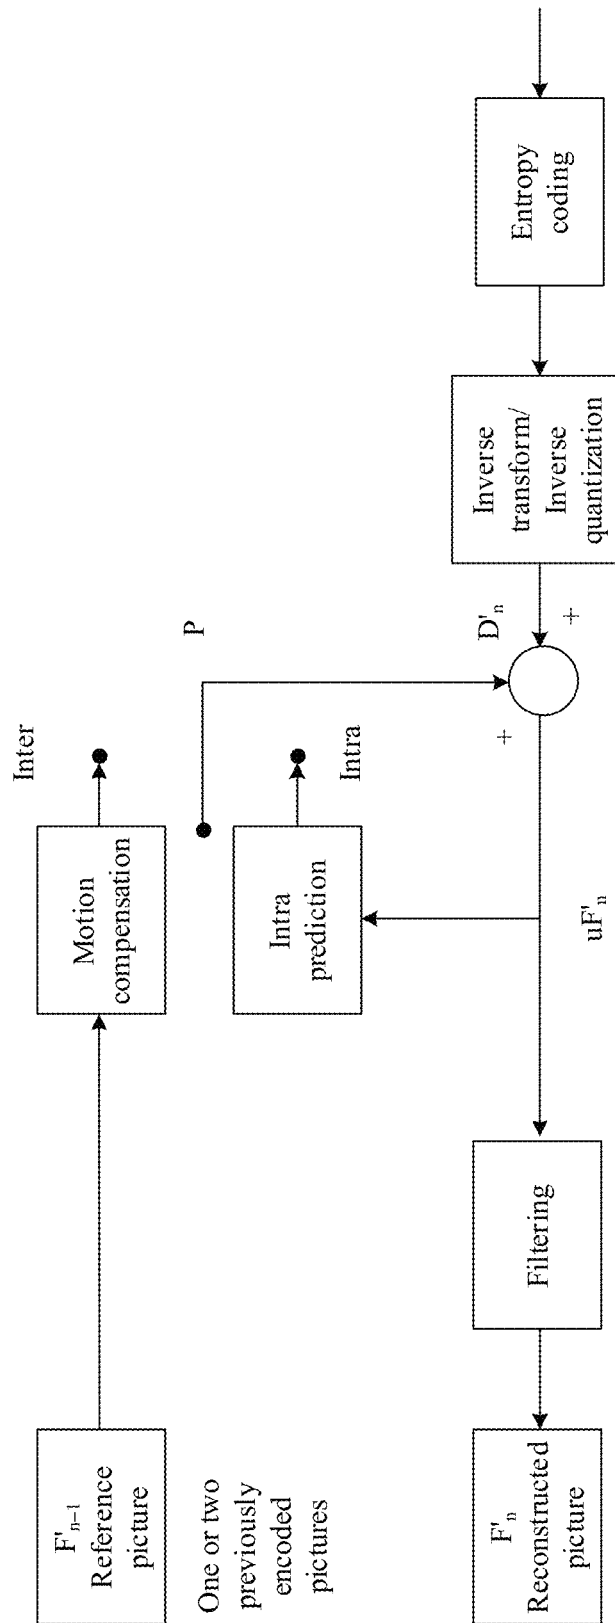 F'n-1
Reference
picture
One or two
previously
encoded
pictures
Motion
compensation
Inter
P
Intra
prediction
Intra
F'n
Reconstructed
picture
Filtering
uF'n
+
D'n
+
Inverse
transform/
Inverse
quantization
Entropy
coding